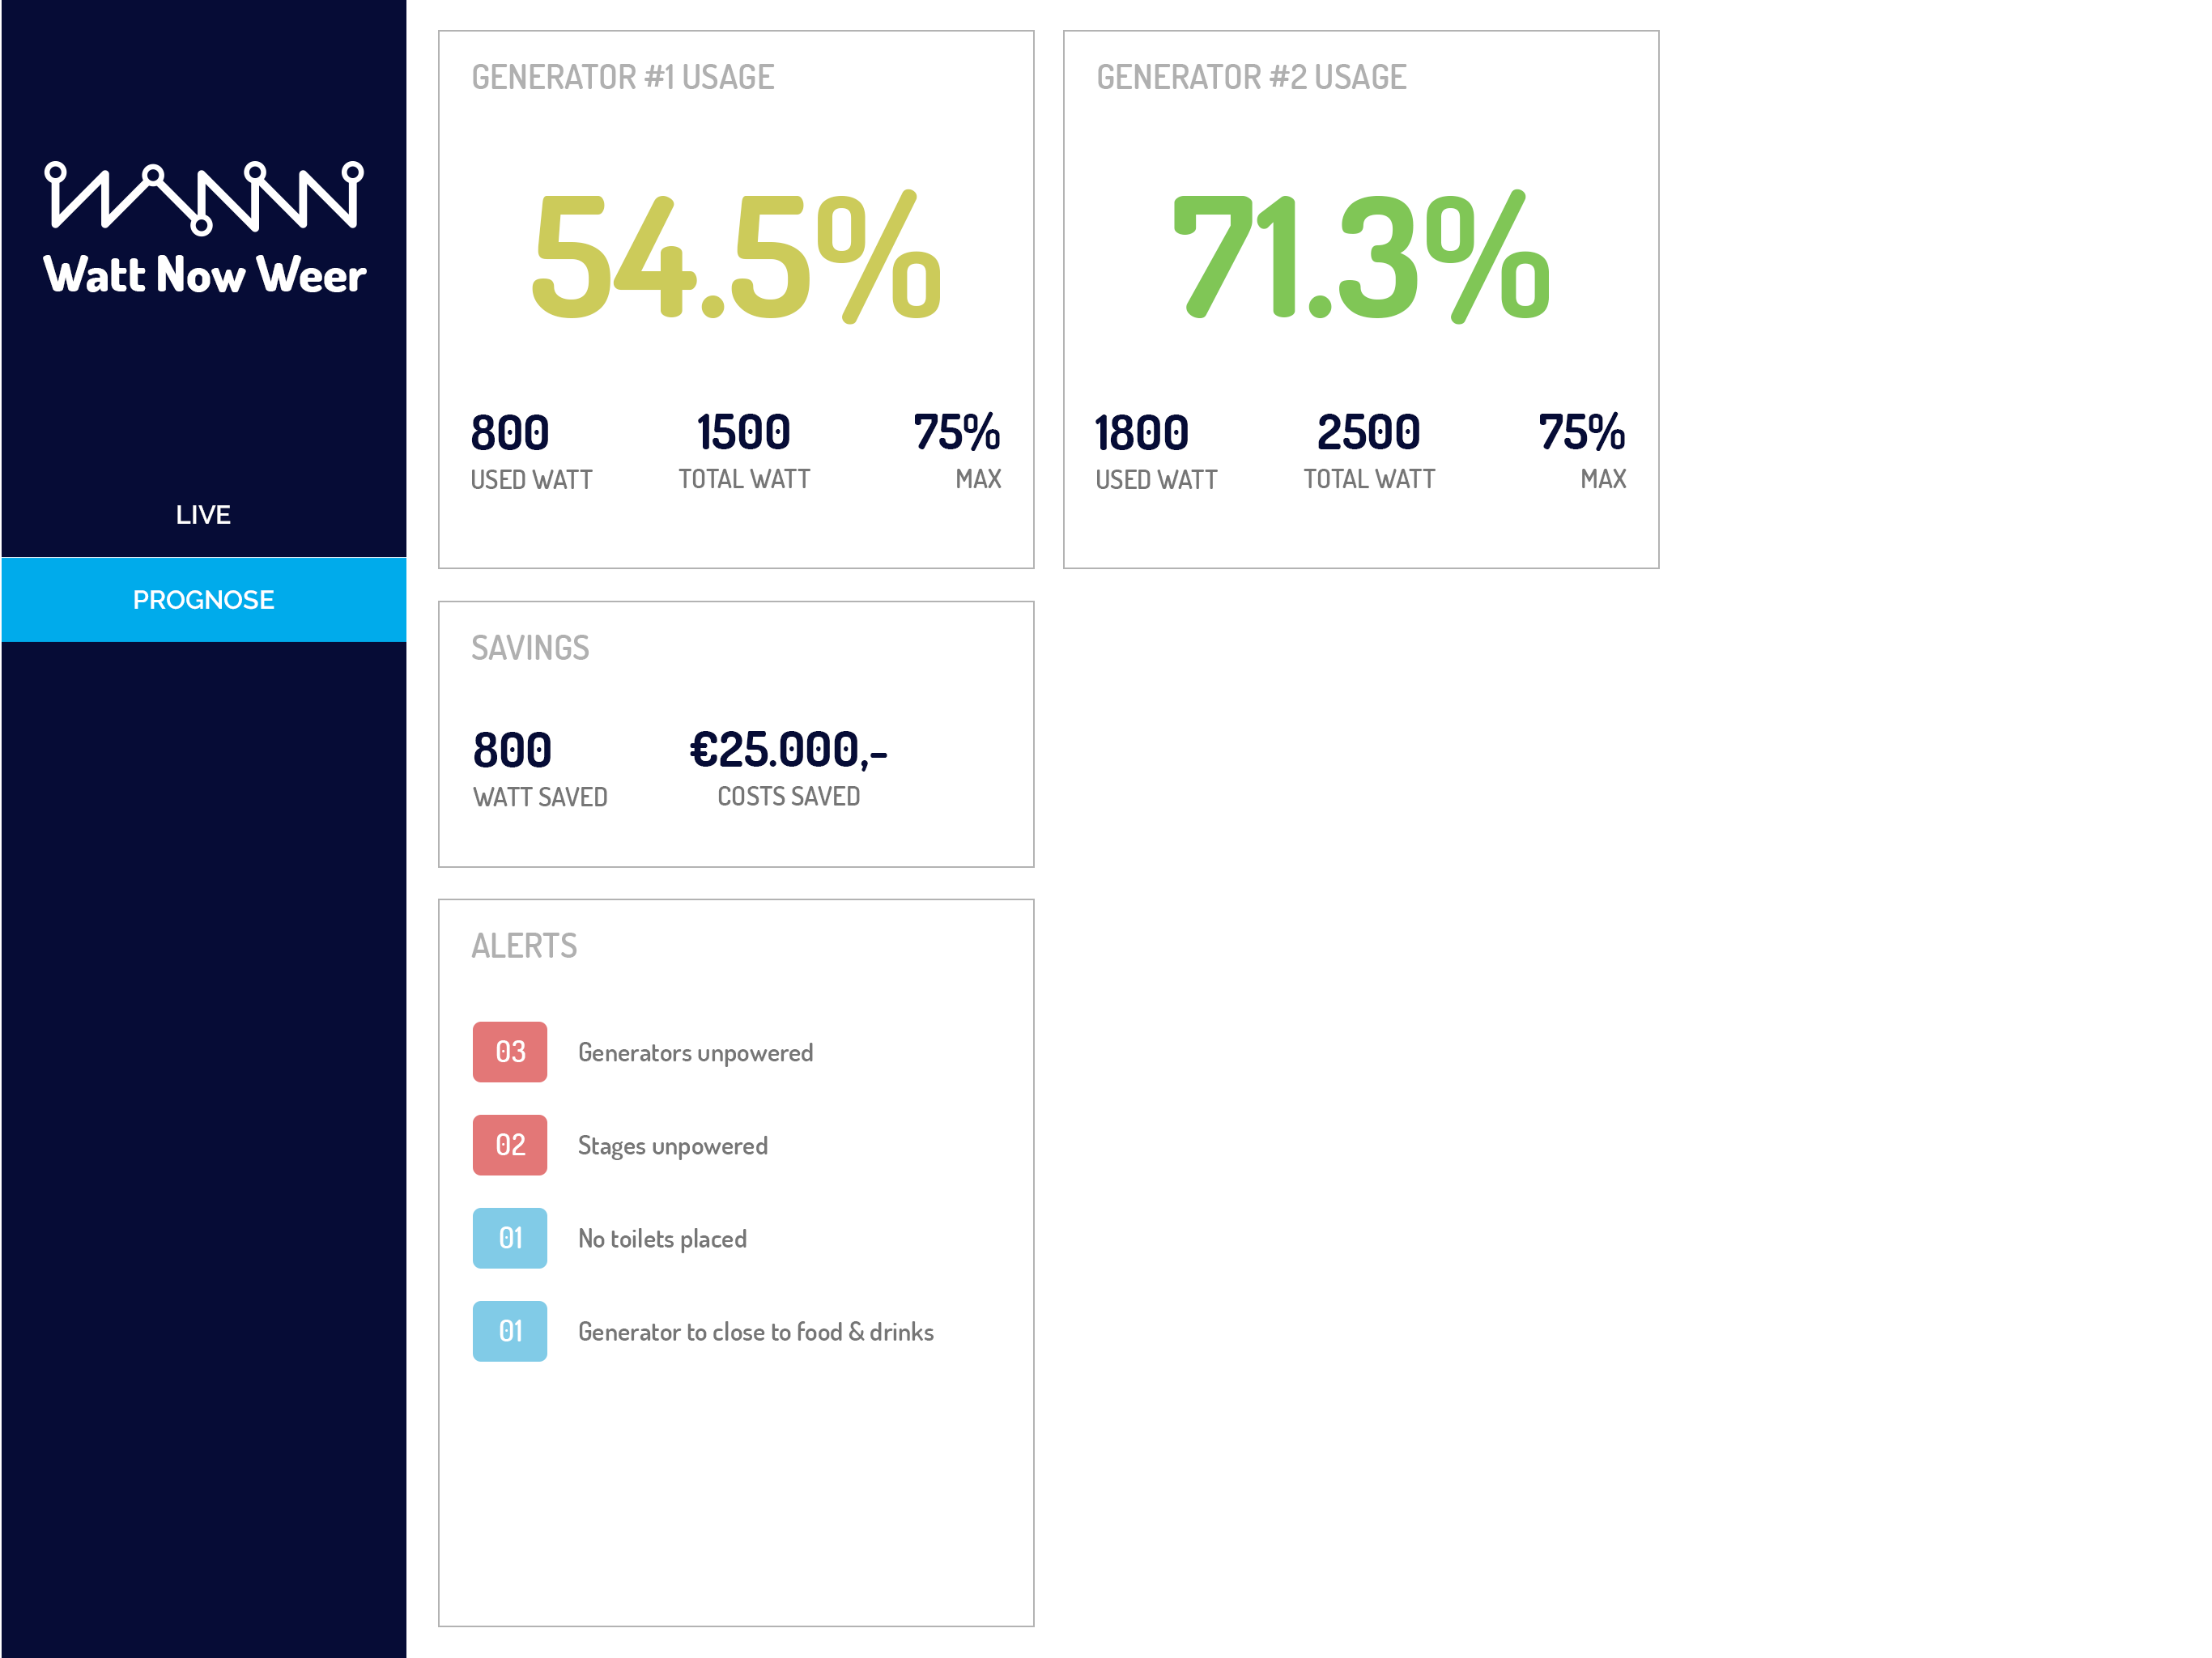 Watt Now Weer
LIVE
PROGNOSE
GENERATOR #1 USAGE
54.5%
800
USED WATT
1500
TOTAL WATT
75%
MAX
GENERATOR #2 USAGE
71.3%
1800
USED WATT
2500
TOTAL WATT
75%
MAX
SAVINGS
800
WATT SAVED
€25.000,-
COSTS SAVED
ALERTS
03 Generators unpowered
02 Stages unpowered
01 No toilets placed
01 Generator to close to food & drinks